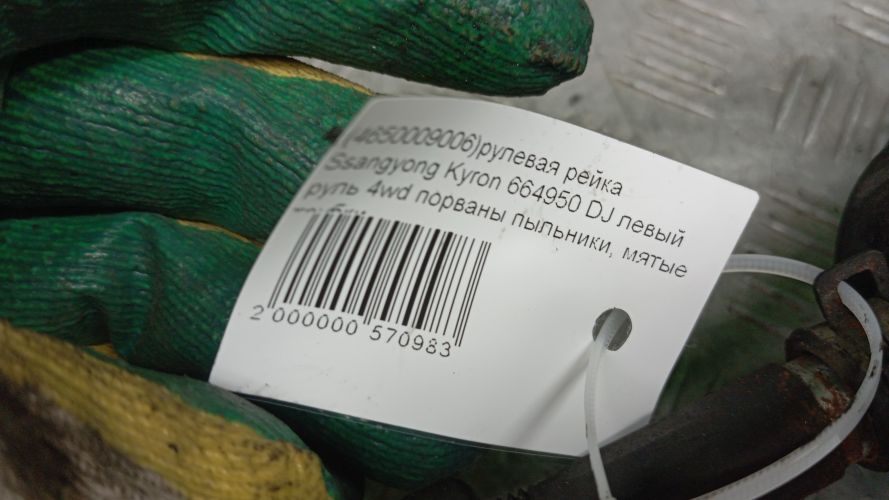 (4650009006)рулевая рейка
Ssangyong Kyron 664950 DJ левый
руль 4wd порваны пыльники, мятые
2 000000 570983